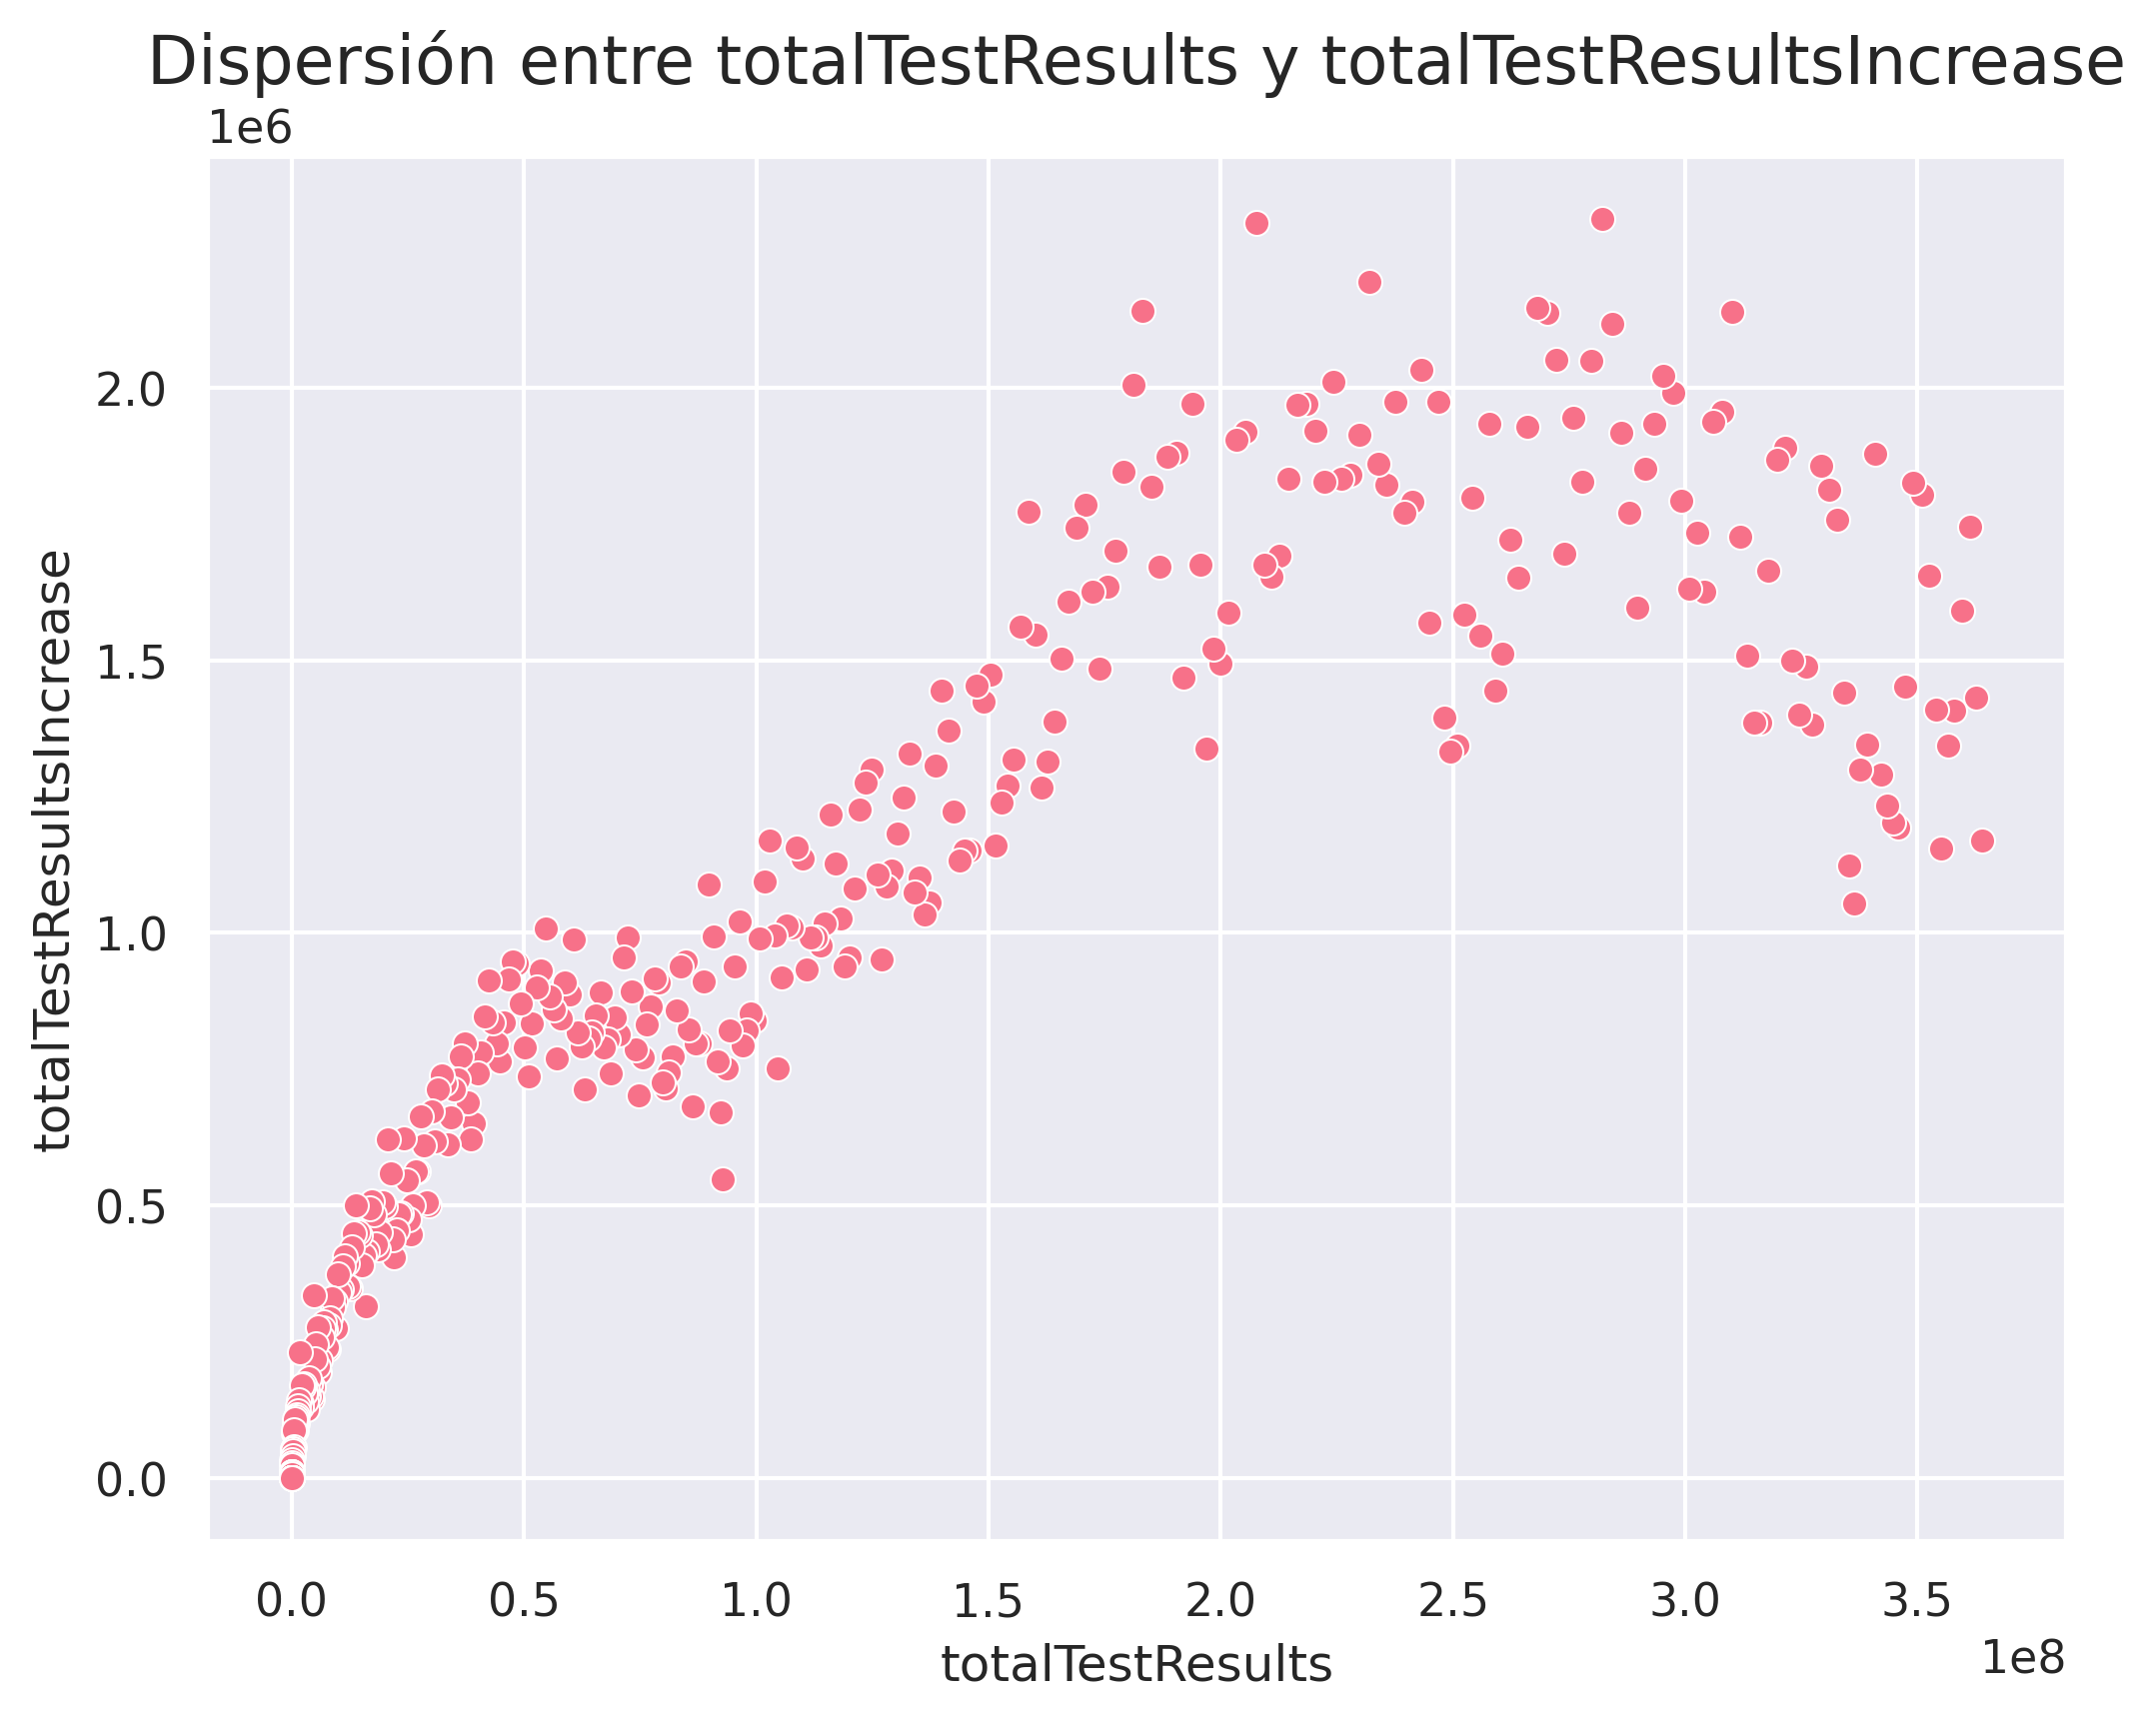 Dispersión entre totalTestResults y totalTestResultsIncrease
1e6
2.0
1.5
1.0
0.5
0.0
totalTestResultsIncrease
0.0 0.5 1.0 1.5 2.0 2.5 3.0 3.5
1e8
totalTestResults